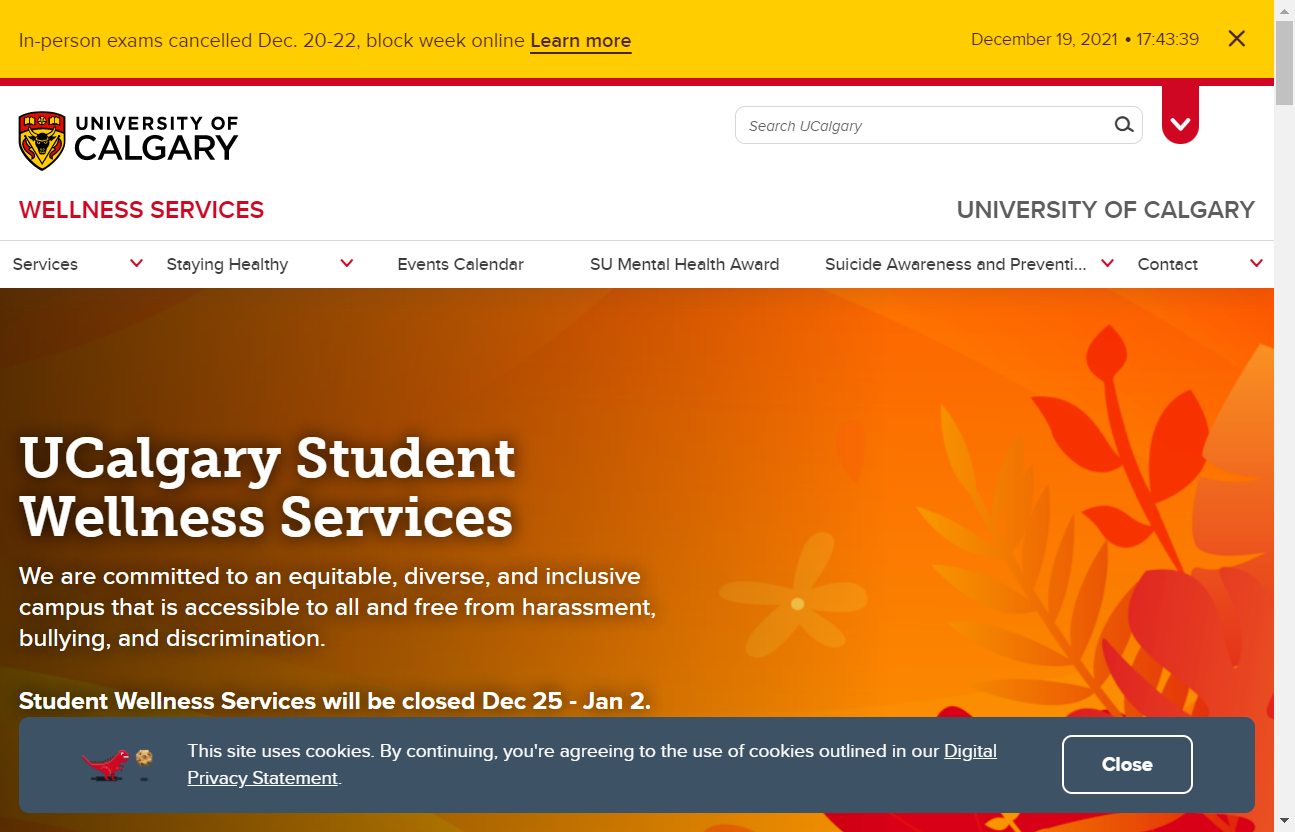 In-person exams cancelled Dec. 20-22, block week online Learn more
December 19, 2021 • 17:43:39
UNIVERSITY OF
CALGARY
Search UCalgary
WELLNESS SERVICES
UNIVERSITY OF CALGARY
Services
Staying Healthy
Events Calendar
SU Mental Health Award
Suicide Awareness and Preventi...
Contact
UCalgary Student
Wellness Services
We are committed to an equitable, diverse, and inclusive
campus that is accessible to all and free from harassment,
bullying, and discrimination.
Student Wellness Services will be closed Dec 25 - Jan 2.
This site uses cookies. By continuing, you're agreeing to the use of cookies outlined in our Digital
Privacy Statement.
Close